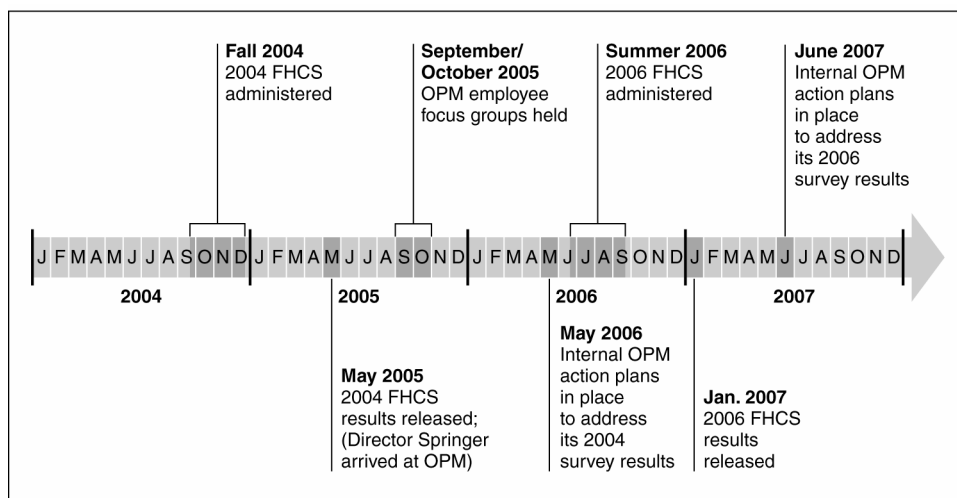 Fall 2004
2004 FHCS
administered
September/
October 2005
OPM employee
focus groups held
Summer 2006
2006 FHCS
administered
June 2007
Internal OPM
action plans
in place
to address
its 2006
survey results
J F M A M J J A S O N D J F M A M J J A S O N D J F M A M J J A S O N D J F M A M J J A S O N D
2004 2005 2006 2007
May 2005
2004 FHCS
results released;
(Director Springer
arrived at OPM)
May 2006
Internal OPM
action plans
in place
to address
its 2004
survey results
Jan. 2007
2006 FHCS
results
released